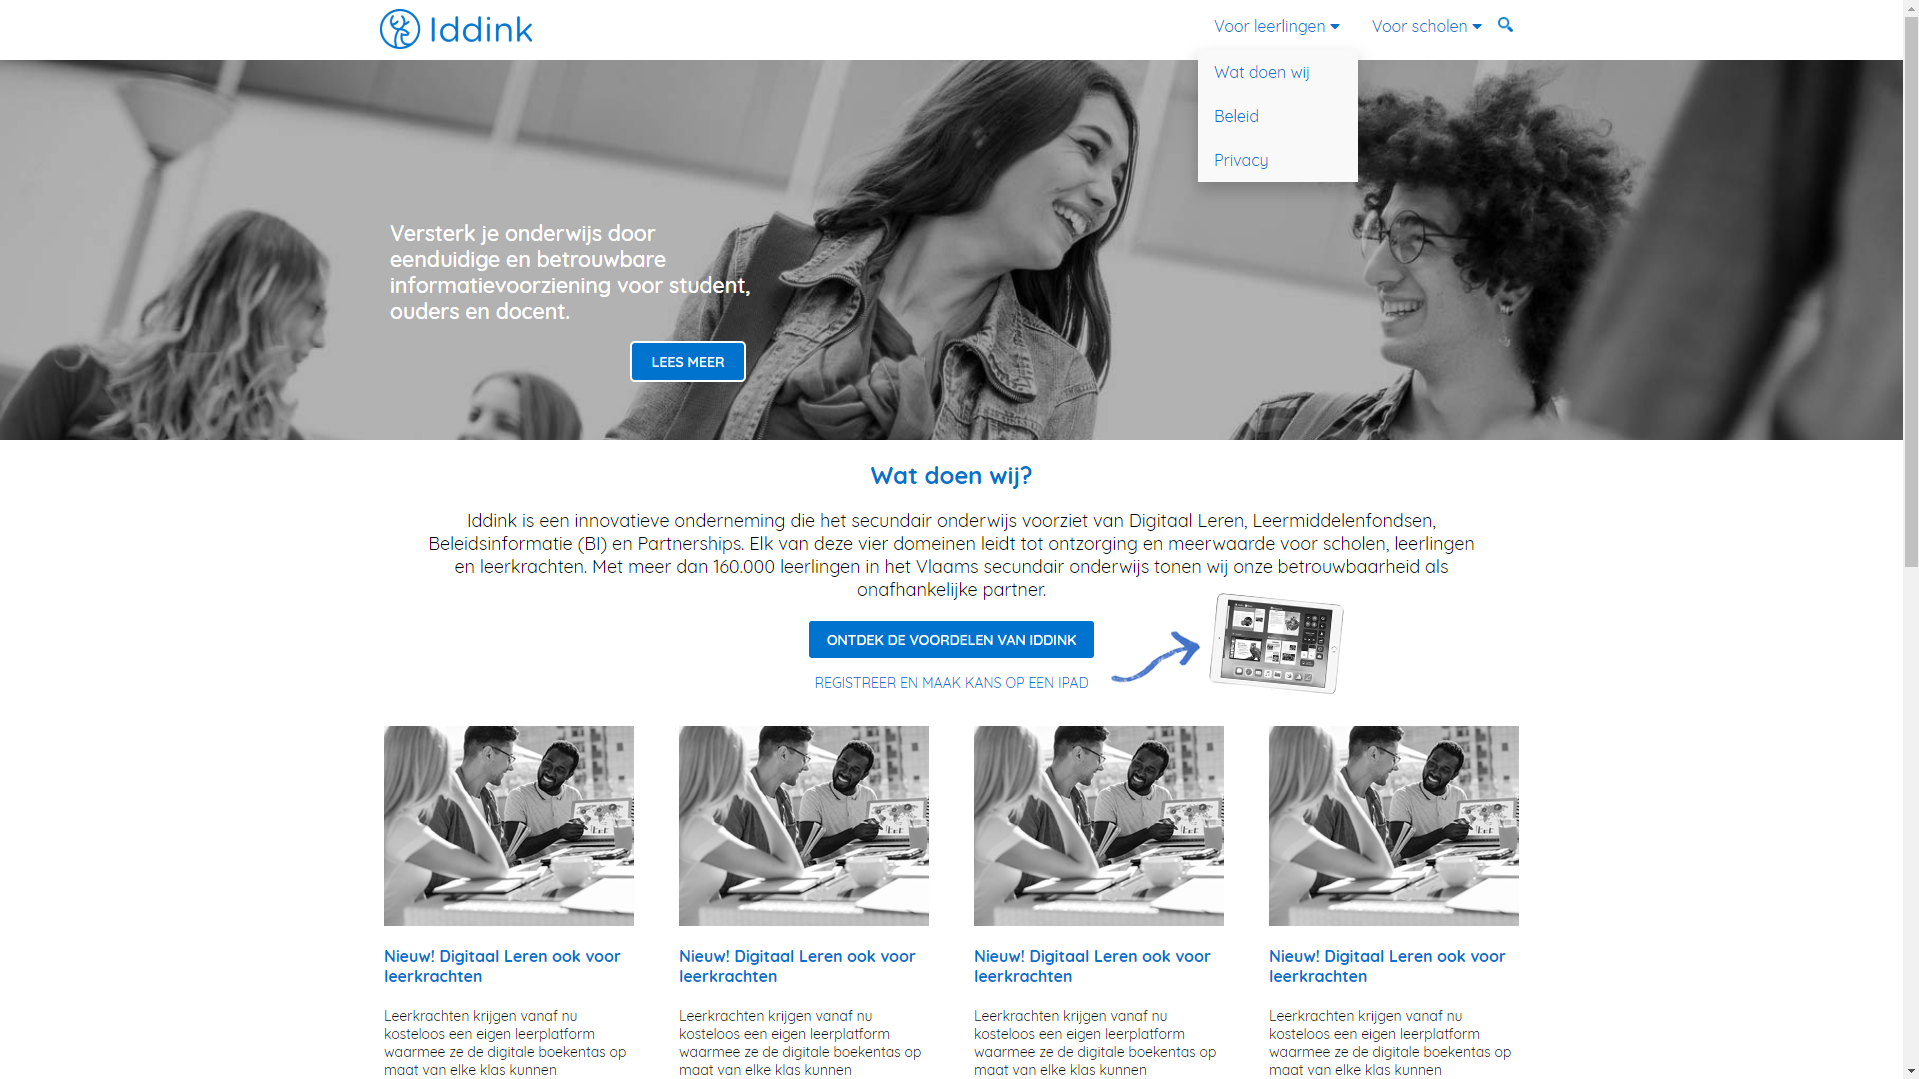 Iddink
Voor leerlingen
Voor scholen
Wat doen wij
Beleid
Privacy
Versterk je onderwijs door
eenduidige en betrouwbare
informatievoorziening voor student,
ouders en docent.
LEES MEER
Wat doen wij?
Iddink is een innovatieve onderneming die het secundair onderwijs voorziet van Digitaal Leren, Leermiddelenfondsen,
Beleidsinformatie (BI) en Partnerships. Elk van deze vier domeinen leidt tot ontzorging en meerwaarde voor scholen, leerlingen
en leerkrachten. Met meer dan 160.000 leerlingen in het Vlaams secundair onderwijs tonen wij onze betrouwbaarheid als
onafhankelijke partner.
ONTDEK DE VOORDELEN VAN IDDINK
REGISTREER EN MAAK KANS OP EEN IPAD
Nieuw! Digitaal Leren ook voor
leerkrachten
Leerkrachten krijgen vanaf nu
kosteloos een eigen leerplatform
waarmee ze de digitale boekentas op
maat van elke klas kunnen
Nieuw! Digitaal Leren ook voor
leerkrachten
Leerkrachten krijgen vanaf nu
kosteloos een eigen leerplatform
waarmee ze de digitale boekentas op
maat van elke klas kunnen
Nieuw! Digitaal Leren ook voor
leerkrachten
Leerkrachten krijgen vanaf nu
kosteloos een eigen leerplatform
waarmee ze de digitale boekentas op
maat van elke klas kunnen
Nieuw! Digitaal Leren ook voor
leerkrachten
Leerkrachten krijgen vanaf nu
kosteloos een eigen leerplatform
waarmee ze de digitale boekentas op
maat van elke klas kunnen